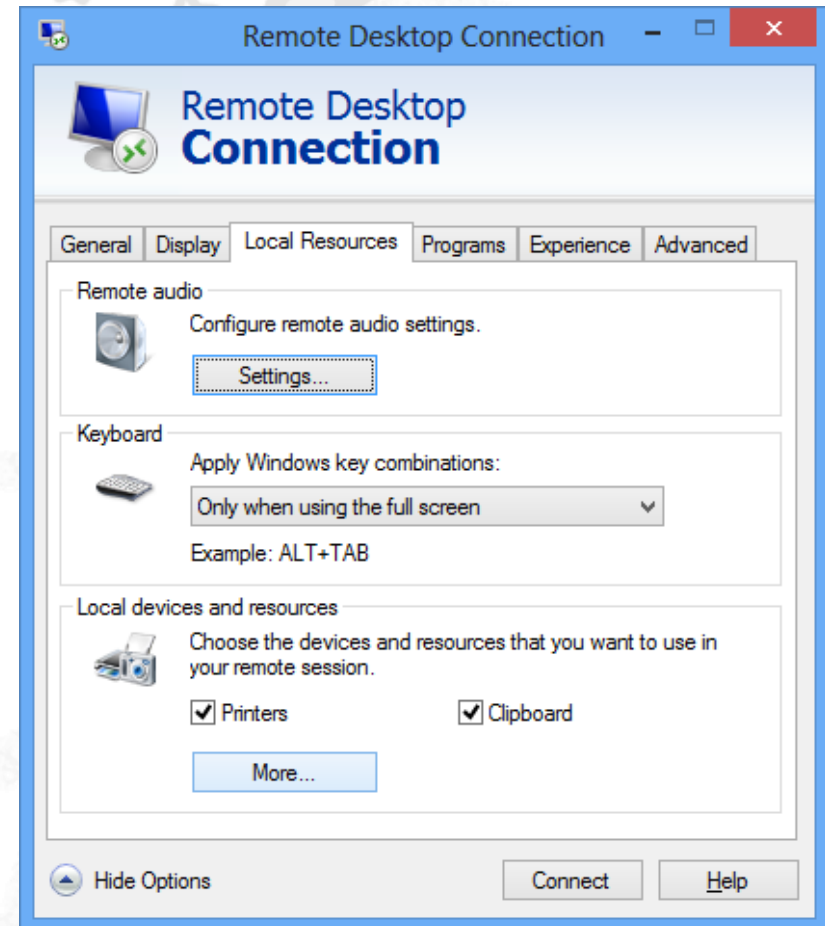 Remote Desktop Connection
Remote Desktop
Connection
General Display Local Resources Programs Experience Advanced
Remote audio
Configure remote audio settings.
Settings...
Keyboard
Apply Windows key combinations:
Only when using the full screen
Example: ALT+TAB
Local devices and resources
Choose the devices and resources that you want to use in
your remote session.
Printers Clipboard
More...
Hide Options Connect Help